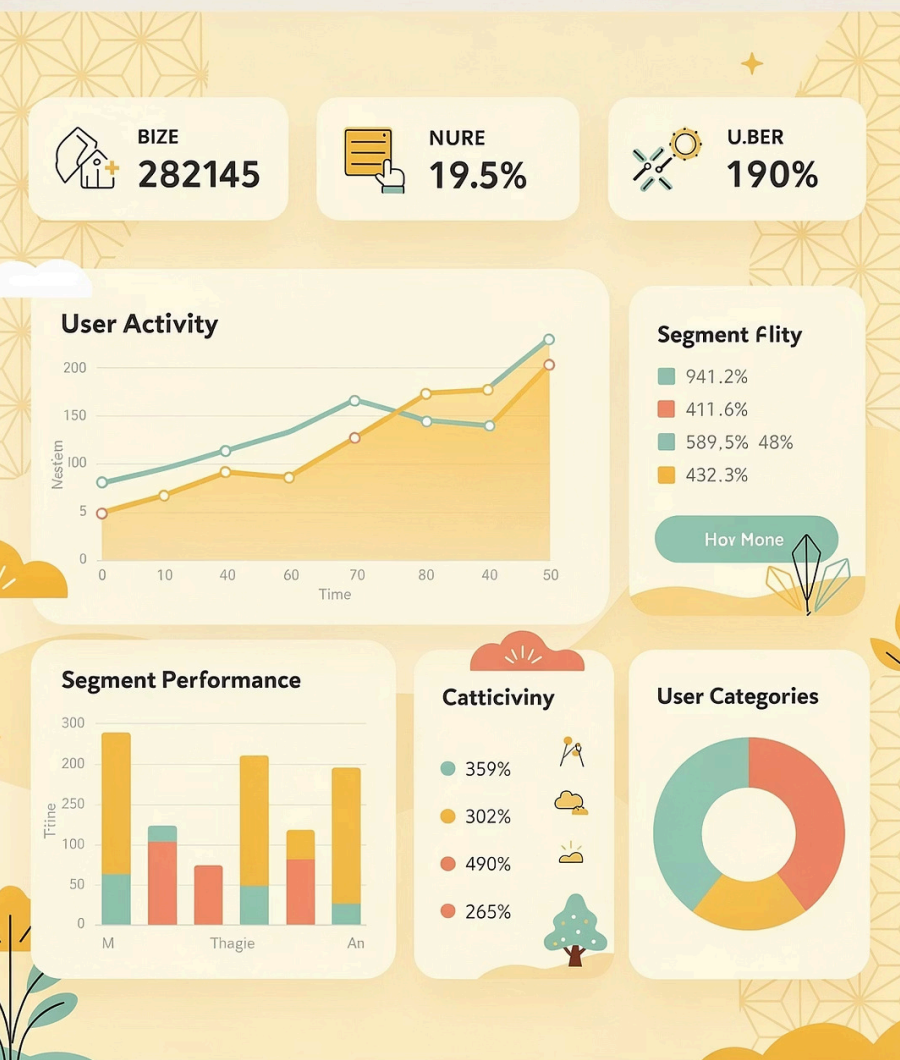 BIZE
282145
NURE
19.5%
U.BER
190%
User Activity
200
150
100
5
0
Nestem
0 10 40 60 70 80 40 50
Time
Segment Flity
941.2%
411.6%
589,5% 48%
432.3%
Hov Mone
Segment Performance
300
200
250
100
50
0
M Thagie An
Catticiviny
359%
302%
490%
265%
User Categories